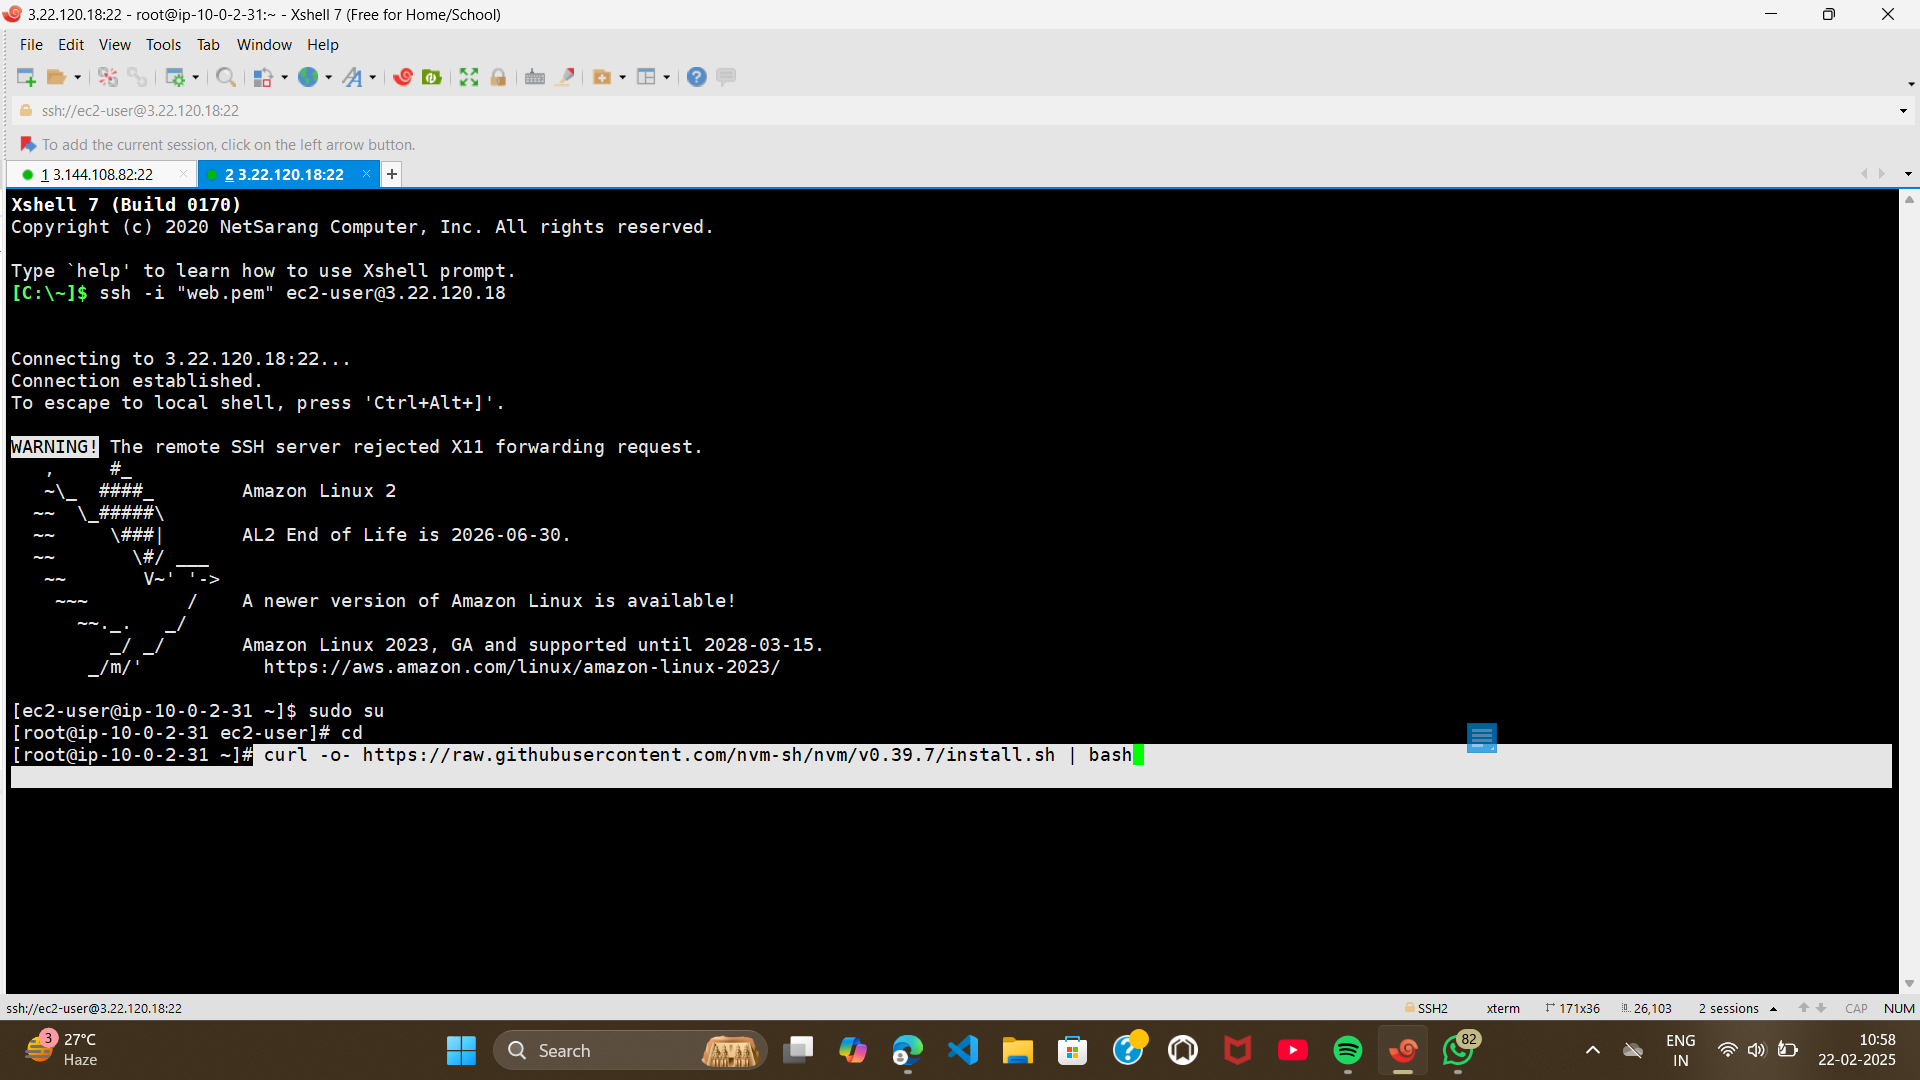 3.22.120.18:22 - root@ip-10-0-2-31:~ - Xshell 7 (Free for Home/School)
File Edit View Tools Tab Window Help
ssh://ec2-user@3.22.120.18:22
To add the current session, click on the left arrow button.
1 3.144.108.82:22 2 3.22.120.18:22
Xshell 7 (Build 0170)
Copyright (c) 2020 NetSarang Computer, Inc. All rights reserved.
Type `help' to learn how to use Xshell prompt.
[C:\~]$ ssh -i "web.pem" ec2-user@3.22.120.18
Connecting to 3.22.120.18:22...
Connection established.
To escape to local shell, press 'Ctrl+Alt+]'.
WARNING! The remote SSH server rejected X11 forwarding request.
   ,     #_
   ~\_  ####_        Amazon Linux 2
  ~~  \_#####\
  ~~     \###|       AL2 End of Life is 2026-06-30.
  ~~       \#/ ___
   ~~       V~' '->
    ~~~         /    A newer version of Amazon Linux is available!
      ~~._.   _/
         _/ _/       Amazon Linux 2023, GA and supported until 2028-03-15.
       _/m/'           https://aws.amazon.com/linux/amazon-linux-2023/
[ec2-user@ip-10-0-2-31 ~]$ sudo su
[root@ip-10-0-2-31 ec2-user]# cd
[root@ip-10-0-2-31 ~]# curl -o- https://raw.githubusercontent.com/nvm-sh/nvm/v0.39.7/install.sh | bash
ssh://ec2-user@3.22.120.18:22 SSH2 xterm 171x36 26,103 2 sessions CAP NUM
3 27°C
Haze
Search
82
ENG
IN
10:58
22-02-2025